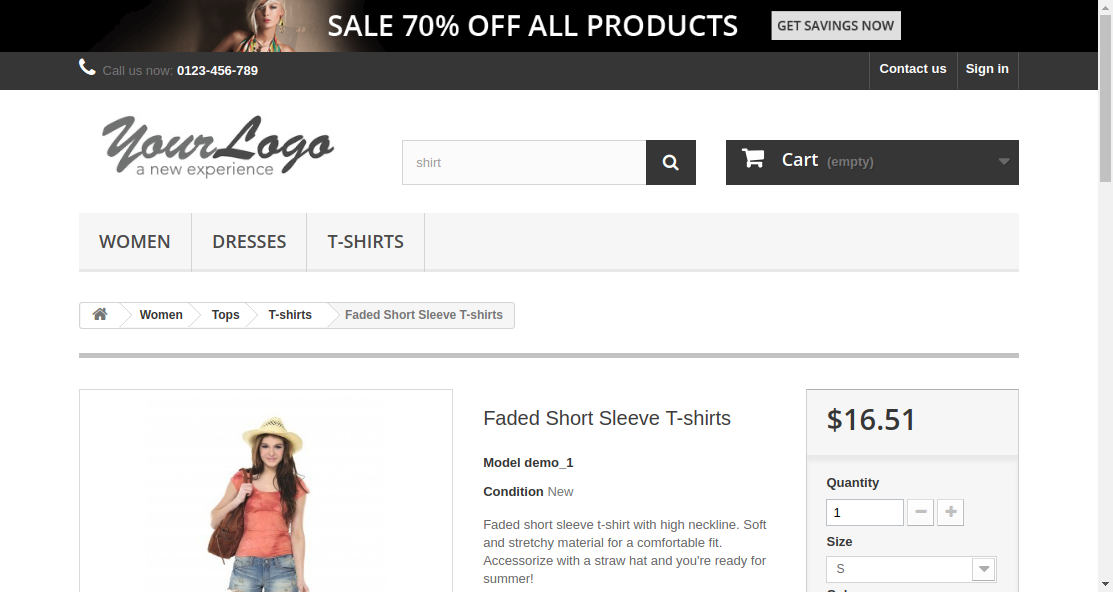 SALE 70% OFF ALL PRODUCTS
GET SAVINGS NOW
Call us now: 0123-456-789
Contact us
Sign in
YourLogo
a new experience
shirt
Cart (empty)
WOMEN
DRESSES
T-SHIRTS
Women
Tops
T-shirts
Faded Short Sleeve T-shirts
Faded Short Sleeve T-shirts
Model demo_1
Condition New
Faded short sleeve t-shirt with high neckline. Soft
and stretchy material for a comfortable fit.
Accessorize with a straw hat and you're ready for
summer!
$16.51
Quantity
1
Size
S